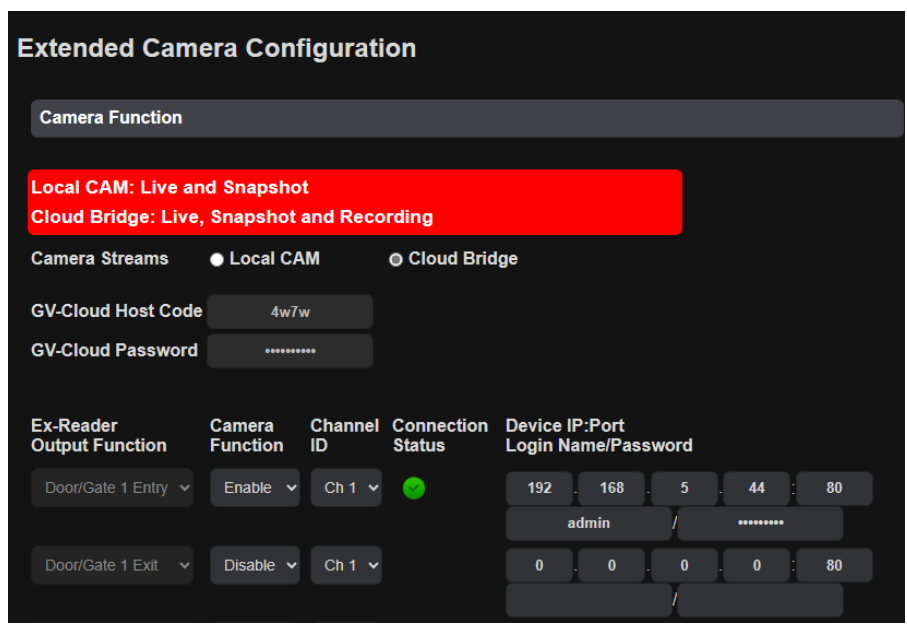 Extended Camera Configuration
Camera Function
Local CAM: Live and Snapshot
Cloud Bridge: Live, Snapshot and Recording
Camera Streams Local CAM Cloud Bridge
GV-Cloud Host Code 4w7w
GV-Cloud Password ••••••••••
Ex-Reader Camera Channel Connection Device IP:Port
Output Function Function ID Status Login Name/Password
Door/Gate 1 Entry Enable Ch 1 192 . 168 . 5 . 44 : 80
admin / •••••••••
Door/Gate 1 Exit Disable Ch 1 0 . 0 . 0 . 0 : 80
/